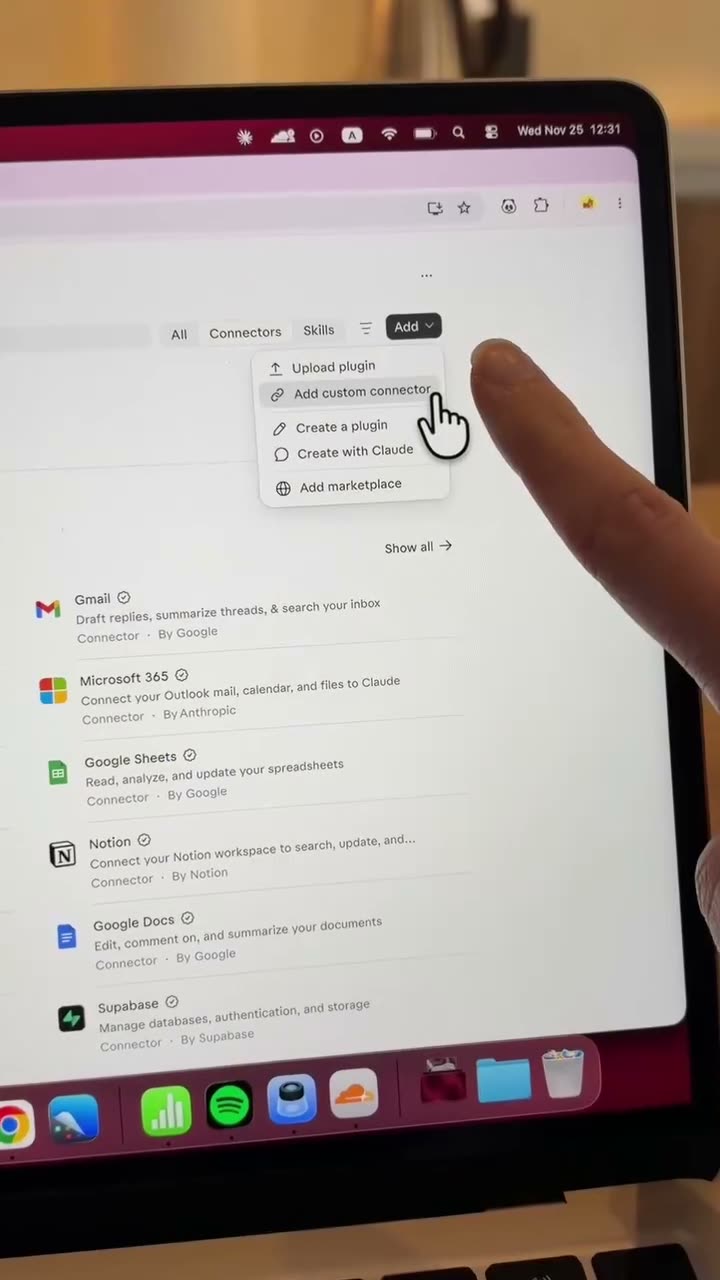 A
Wed Nov 25 12:31
All
Connectors
Skills
Add
Upload plugin
Add custom connector
Create a plugin
Create with Claude
Add marketplace
Show all →
Gmail
Draft replies, summarize threads, & search your inbox
Connector · By Google
Microsoft 365
Connect your Outlook mail, calendar, and files to Claude
Connector · By Anthropic
Google Sheets
Read, analyze, and update your spreadsheets
Connector · By Google
N
Notion
Connect your Notion workspace to search, update, and...
Connector · By Notion
Google Docs
Edit, comment on, and summarize your documents
Connector · By Google
Supabase
Manage databases, authentication, and storage
Connector · By Supabase